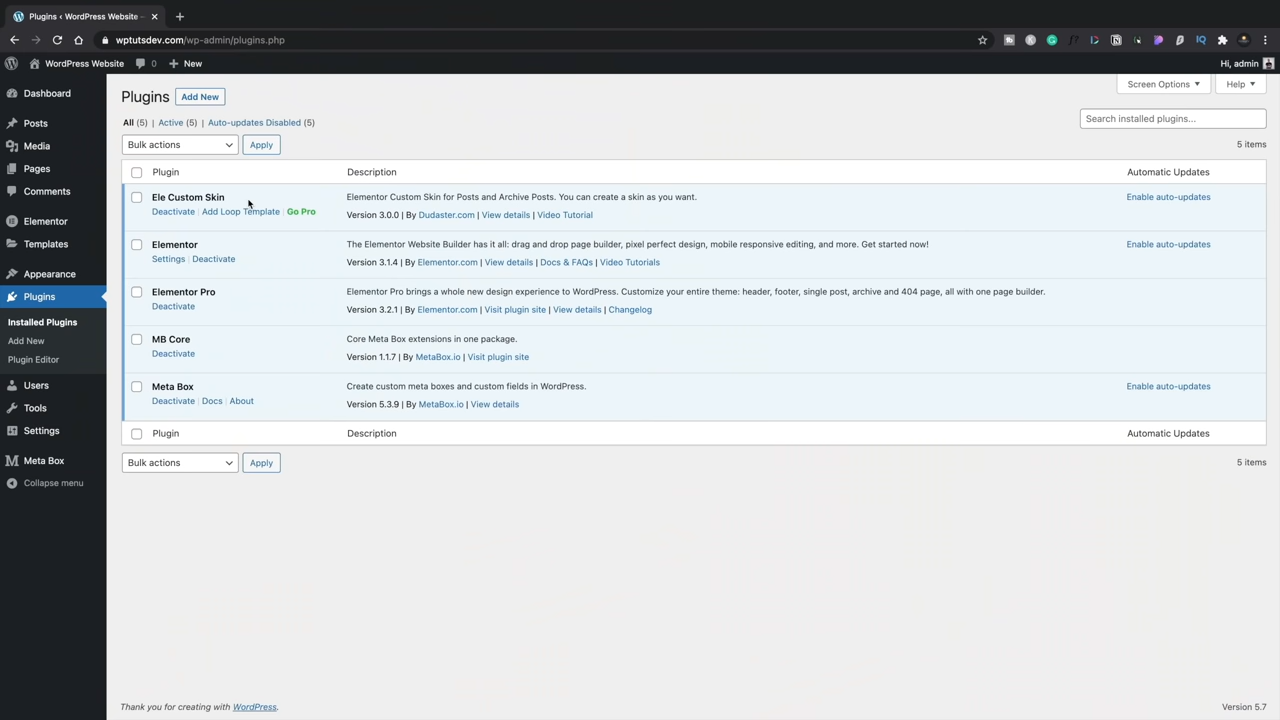 Plugins ‹ WordPress Website –
wptutsdev.com/wp-admin/plugins.php
WordPress Website 0 New
Hi, admin
Dashboard
Posts
Media
Pages
Comments
Elementor
Templates
Appearance
Plugins
Installed Plugins
Add New
Plugin Editor
Users
Tools
Settings
Meta Box
Collapse menu
Screen Options Help
Plugins Add New
All (5) | Active (5) | Auto-updates Disabled (5)
Search installed plugins...
Bulk actions Apply
5 items
Plugin Description Automatic Updates
Ele Custom Skin
Deactivate | Add Loop Template | Go Pro
Elementor Custom Skin for Posts and Archive Posts. You can create a skin as you want.
Version 3.0.0 | By Dudaster.com | View details | Video Tutorial
Enable auto-updates
Elementor
Settings | Deactivate
The Elementor Website Builder has it all: drag and drop page builder, pixel perfect design, mobile responsive editing, and more. Get started now!
Version 3.1.4 | By Elementor.com | View details | Docs & FAQs | Video Tutorials
Enable auto-updates
Elementor Pro
Deactivate
Elementor Pro brings a whole new design experience to WordPress. Customize your entire theme: header, footer, single post, archive and 404 page, all with one page builder.
Version 3.2.1 | By Elementor.com | Visit plugin site | View details | Changelog
MB Core
Deactivate
Core Meta Box extensions in one package.
Version 1.1.7 | By MetaBox.io | Visit plugin site
Meta Box
Deactivate | Docs | About
Create custom meta boxes and custom fields in WordPress.
Version 5.3.9 | By MetaBox.io | View details
Enable auto-updates
Plugin Description Automatic Updates
Bulk actions Apply
5 items
Thank you for creating with WordPress.
Version 5.7